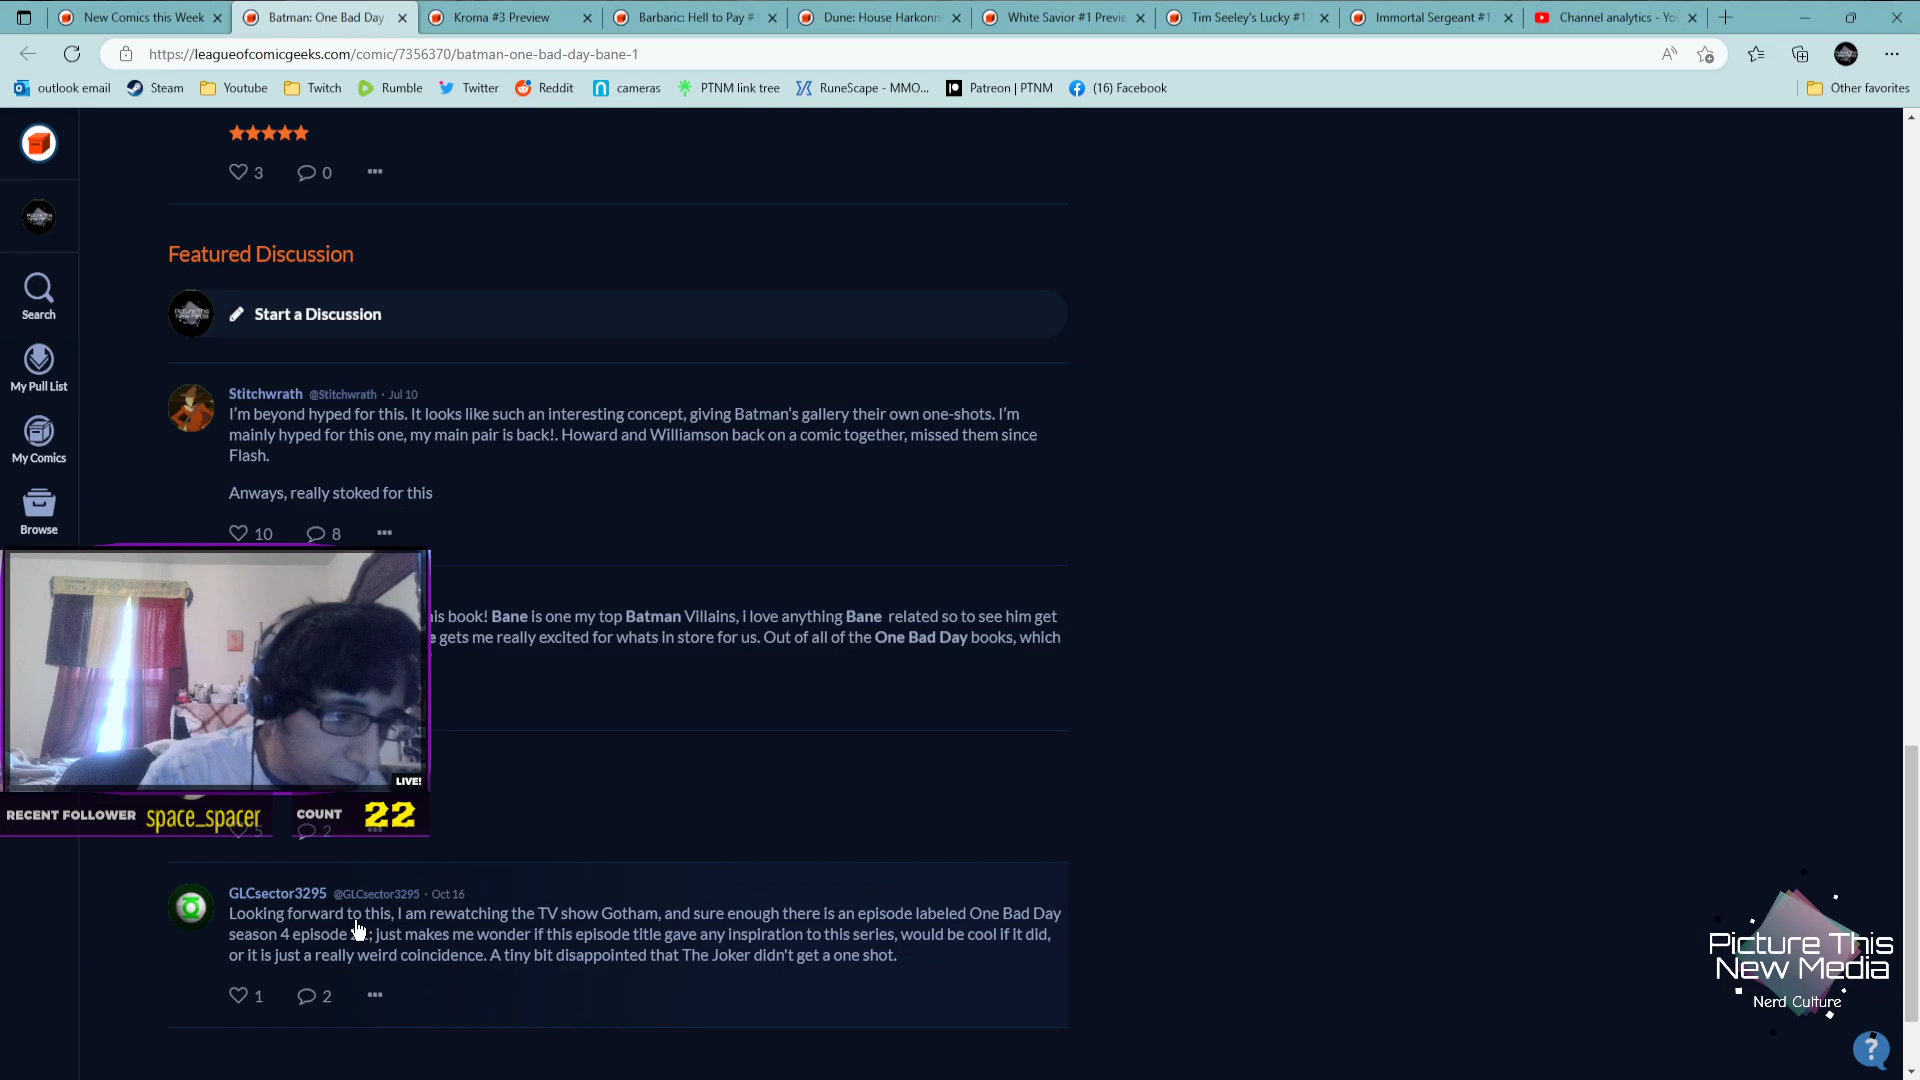 New Comics this Week
Batman: One Bad Day
Kroma #3 Preview
Barbaric: Hell to Pay #
Dune: House Harkonn
White Savior #1 Previe
Tim Seeley's Lucky #1
Immortal Sergeant #1
Channel analytics - Yo
https://leagueofcomicgeeks.com/comic/7356370/batman-one-bad-day-bane-1
outlook email
Steam
Youtube
Twitch
Rumble
Twitter
Reddit
cameras
PTNM link tree
RuneScape - MMO...
Patreon | PTNM
(16) Facebook
Other favorites
3
0
Featured Discussion
Start a Discussion
Search
My Pull List
My Comics
Browse
Stitchwrath @Stitchwrath · Jul 10
I'm beyond hyped for this. It looks like such an interesting concept, giving Batman's gallery their own one-shots. I'm
mainly hyped for this one, my main pair is back!. Howard and Williamson back on a comic together, missed them since
Flash.
Anways, really stoked for this
10
8
is book! Bane is one my top Batman Villains, i love anything Bane related so to see him get
e gets me really excited for whats in store for us. Out of all of the One Bad Day books, which
LIVE!
RECENT FOLLOWER space_spacer
COUNT 22
5
2
GLCsector3295 @GLCsector3295 · Oct 16
Looking forward to this, I am rewatching the TV show Gotham, and sure enough there is an episode labeled One Bad Day
season 4 episode ; just makes me wonder if this episode title gave any inspiration to this series, would be cool if it did,
or it is just a really weird coincidence. A tiny bit disappointed that The Joker didn't get a one shot.
1
2
Picture This
New Media
Nerd Culture
?